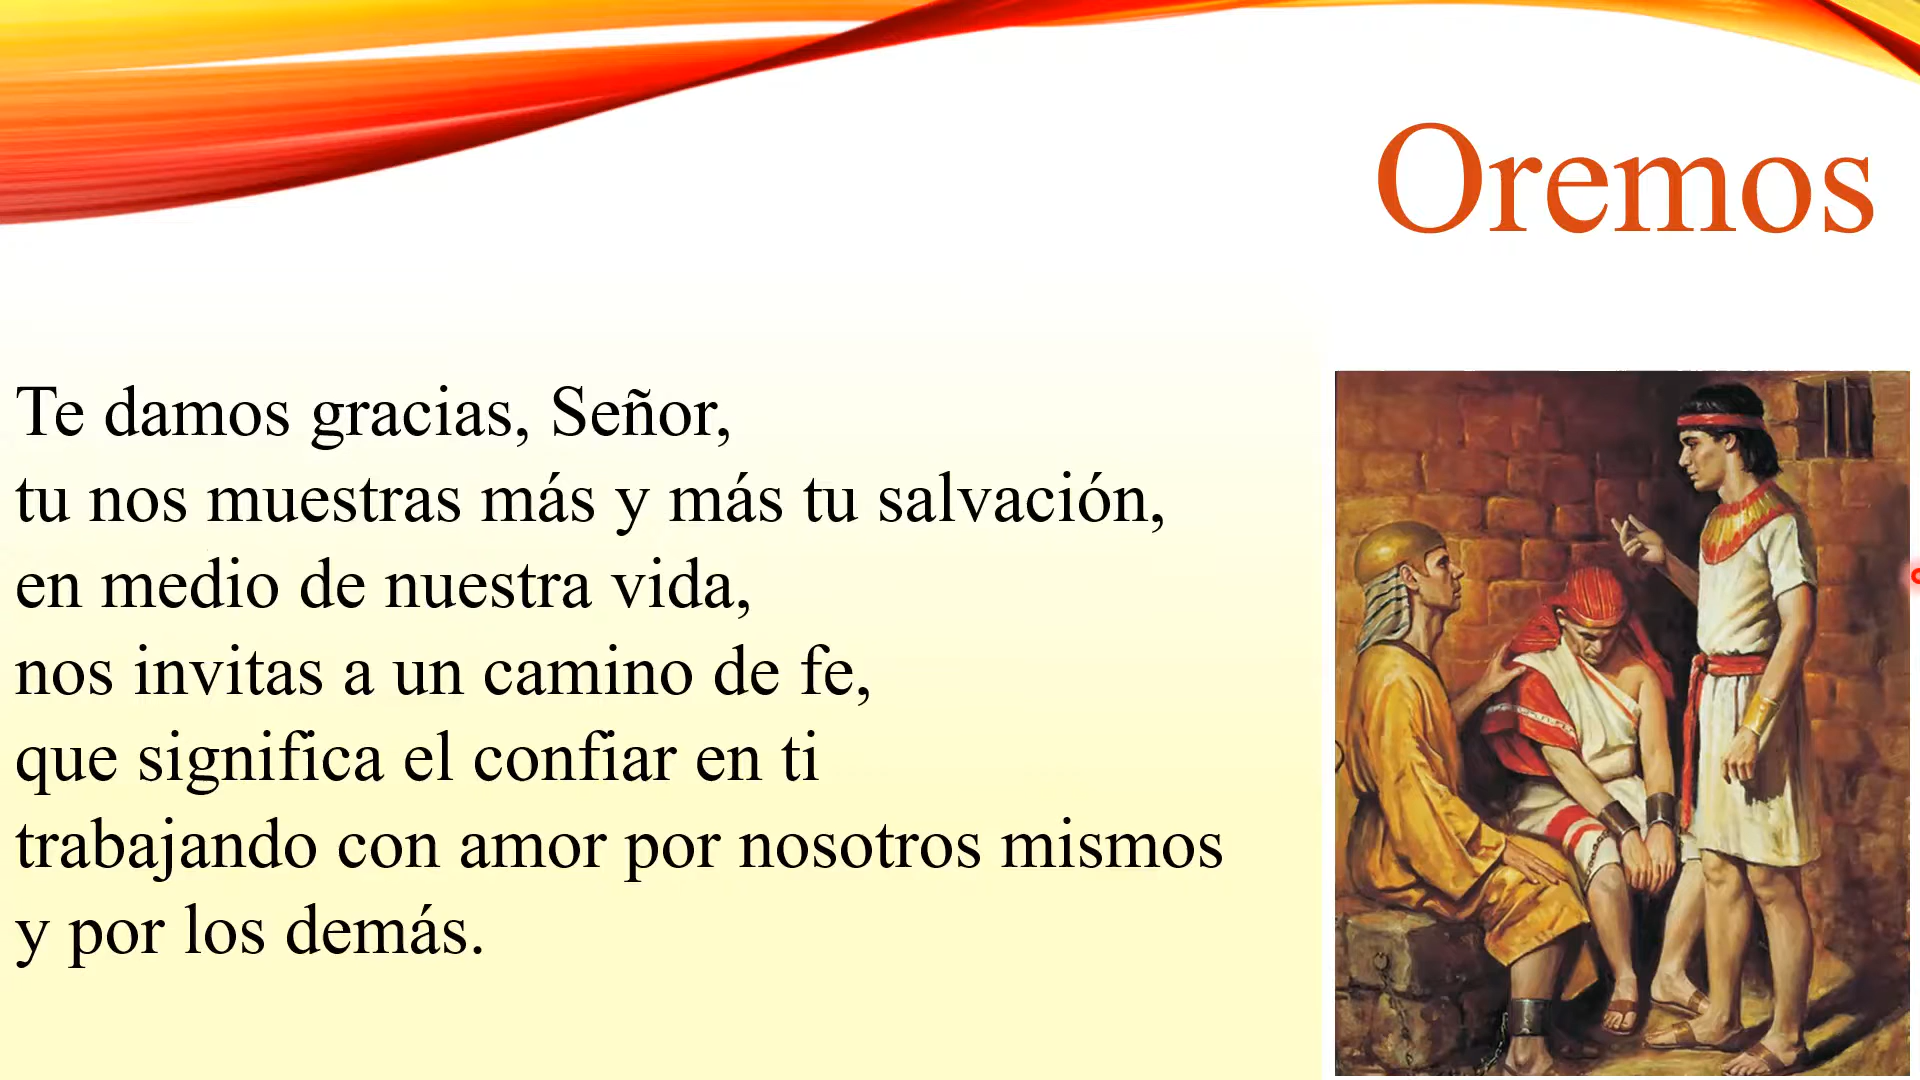 Oremos
Te damos gracias, Señor,
tu nos muestras más y más tu salvación,
en medio de nuestra vida,
nos invitas a un camino de fe,
que significa el confiar en ti
trabajando con amor por nosotros mismos
y por los demás.